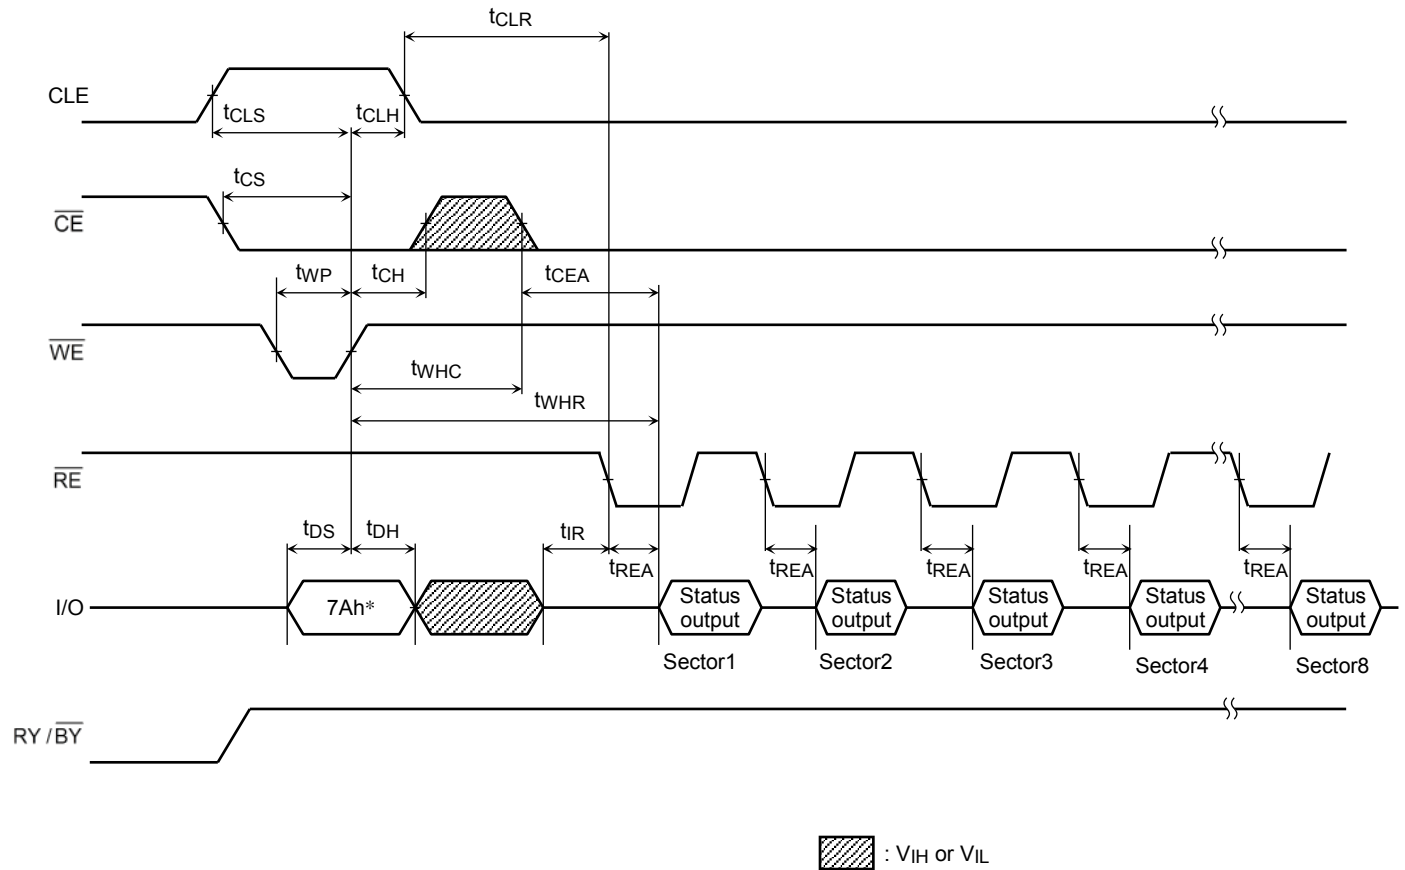 tCLR
CLE
tCLS
tCLH
tCS
CE
tWP
tCH
tCEA
WE
tWHC
tWHR
RE
tDS
tDH
tIR
tREA
tREA
tREA
tREA
tREA
I/O
7Ah*
Status output
Status output
Status output
Status output
Status output
Sector1
Sector2
Sector3
Sector4
Sector8
RY / BY
: VIH or VIL